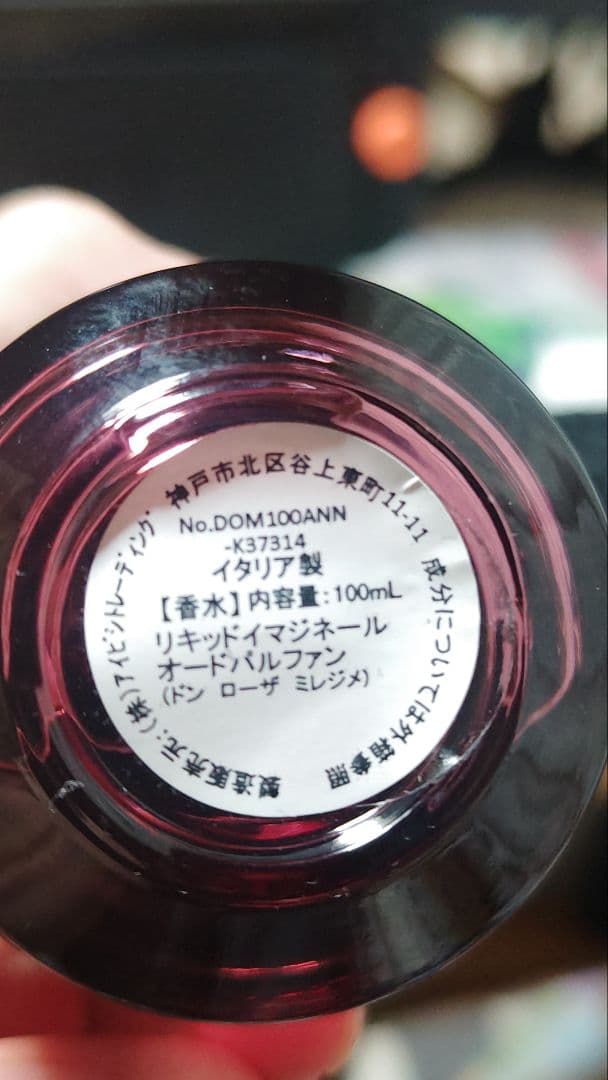 製造販売元：（株）アイビシトレーディング 神戸市北区谷上東町11-11 成分については外箱参照
No.DOM100ANN
-K37314
イタリア製
【香水】内容量：100mL
リキッドイマジネール
オードパルファン
(ドン ローザ ミレジメ)